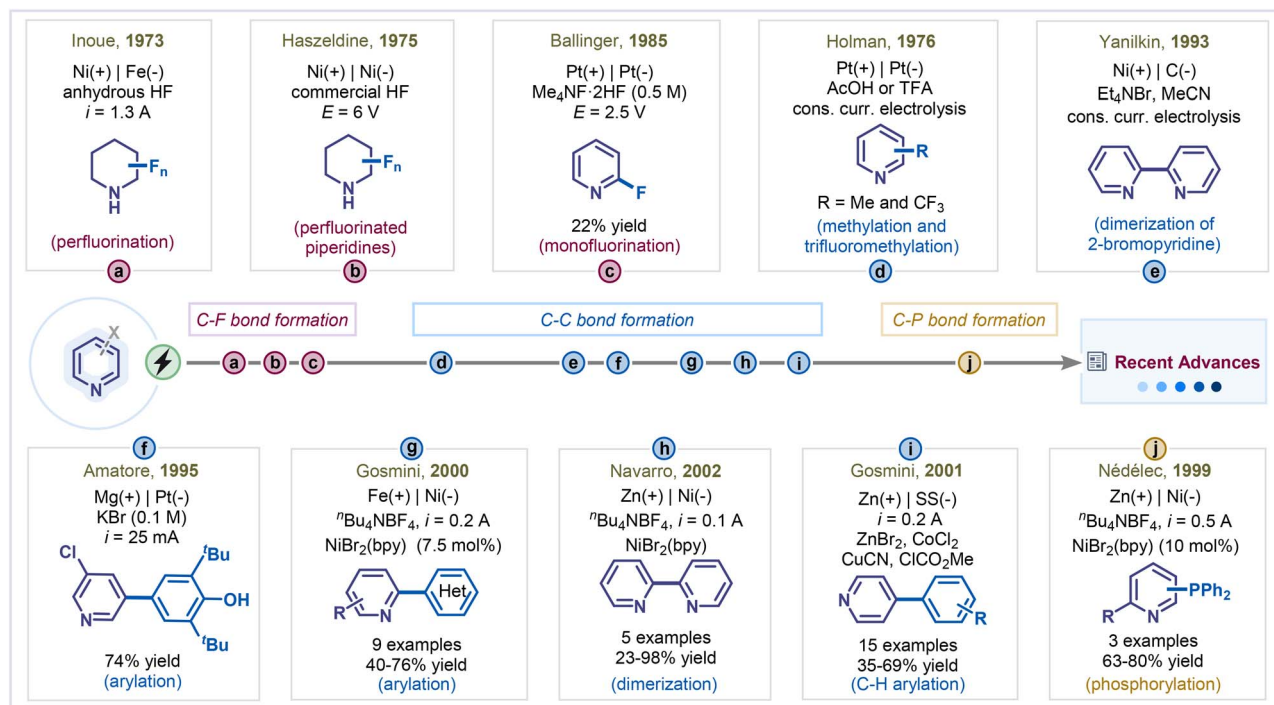 Inoue, 1973
Ni(+) | Fe(-)
anhydrous HF
i = 1.3 A
Fn
N
H
(perfluorination)
a
Haszeldine, 1975
Ni(+) | Ni(-)
commercial HF
E = 6 V
Fn
N
H
(perfluorinated
piperidines)
b
Ballinger, 1985
Pt(+) | Pt(-)
Me4NF·2HF (0.5 M)
E = 2.5 V
N
F
22% yield
(monofluorination)
c
Holman, 1976
Pt(+) | Pt(-)
AcOH or TFA
cons. curr. electrolysis
R
N
R = Me and CF3
(methylation and
trifluoromethylation)
d
Yanilkin, 1993
Ni(+) | C(-)
Et4NBr, MeCN
cons. curr. electrolysis
N N
(dimerization of
2-bromopyridine)
e
C-F bond formation
C-C bond formation
C-P bond formation
X
N
a b c d e f g h i j
Recent Advances
f
Amatore, 1995
Mg(+) | Pt(-)
KBr (0.1 M)
i = 25 mA
Cl
tBu
OH
N
tBu
74% yield
(arylation)
g
Gosmini, 2000
Fe(+) | Ni(-)
nBu4NBF4, i = 0.2 A
NiBr2(bpy) (7.5 mol%)
Het
R N
9 examples
40-76% yield
(arylation)
h
Navarro, 2002
Zn(+) | Ni(-)
nBu4NBF4, i = 0.1 A
NiBr2(bpy)
N N
5 examples
23-98% yield
(dimerization)
i
Gosmini, 2001
Zn(+) | SS(-)
i = 0.2 A
ZnBr2, CoCl2
CuCN, ClCO2Me
N
R
15 examples
35-69% yield
(C-H arylation)
j
Nédélec, 1999
Zn(+) | Ni(-)
nBu4NBF4, i = 0.5 A
NiBr2(bpy) (10 mol%)
PPh2
R N
3 examples
63-80% yield
(phosphorylation)